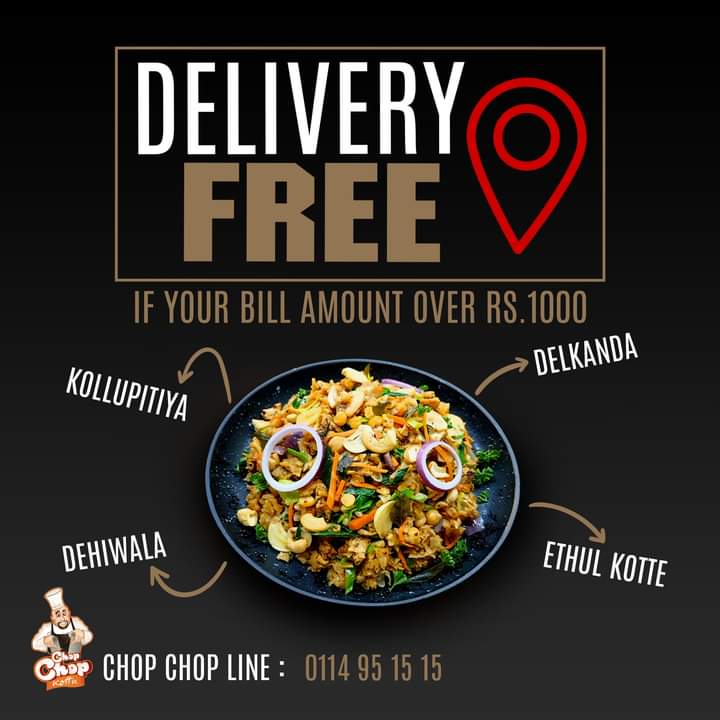 DELIVERY
FREE
IF YOUR BILL AMOUNT OVER RS.1000
KOLLUPITIYA
DELKANDA
DEHIWALA
ETHUL KOTTE
Chop
Chop
KOTTU
CHOP CHOP LINE : 0114 95 15 15